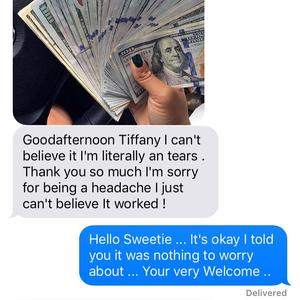 Goodafternoon Tiffany I can't
believe it I'm literally an tears .
Thank you so much I'm sorry
for being a headache I just
can't believe It worked !
Hello Sweetie ... It's okay I told
you it was nothing to worry
about ... Your very Welcome ..
Delivered